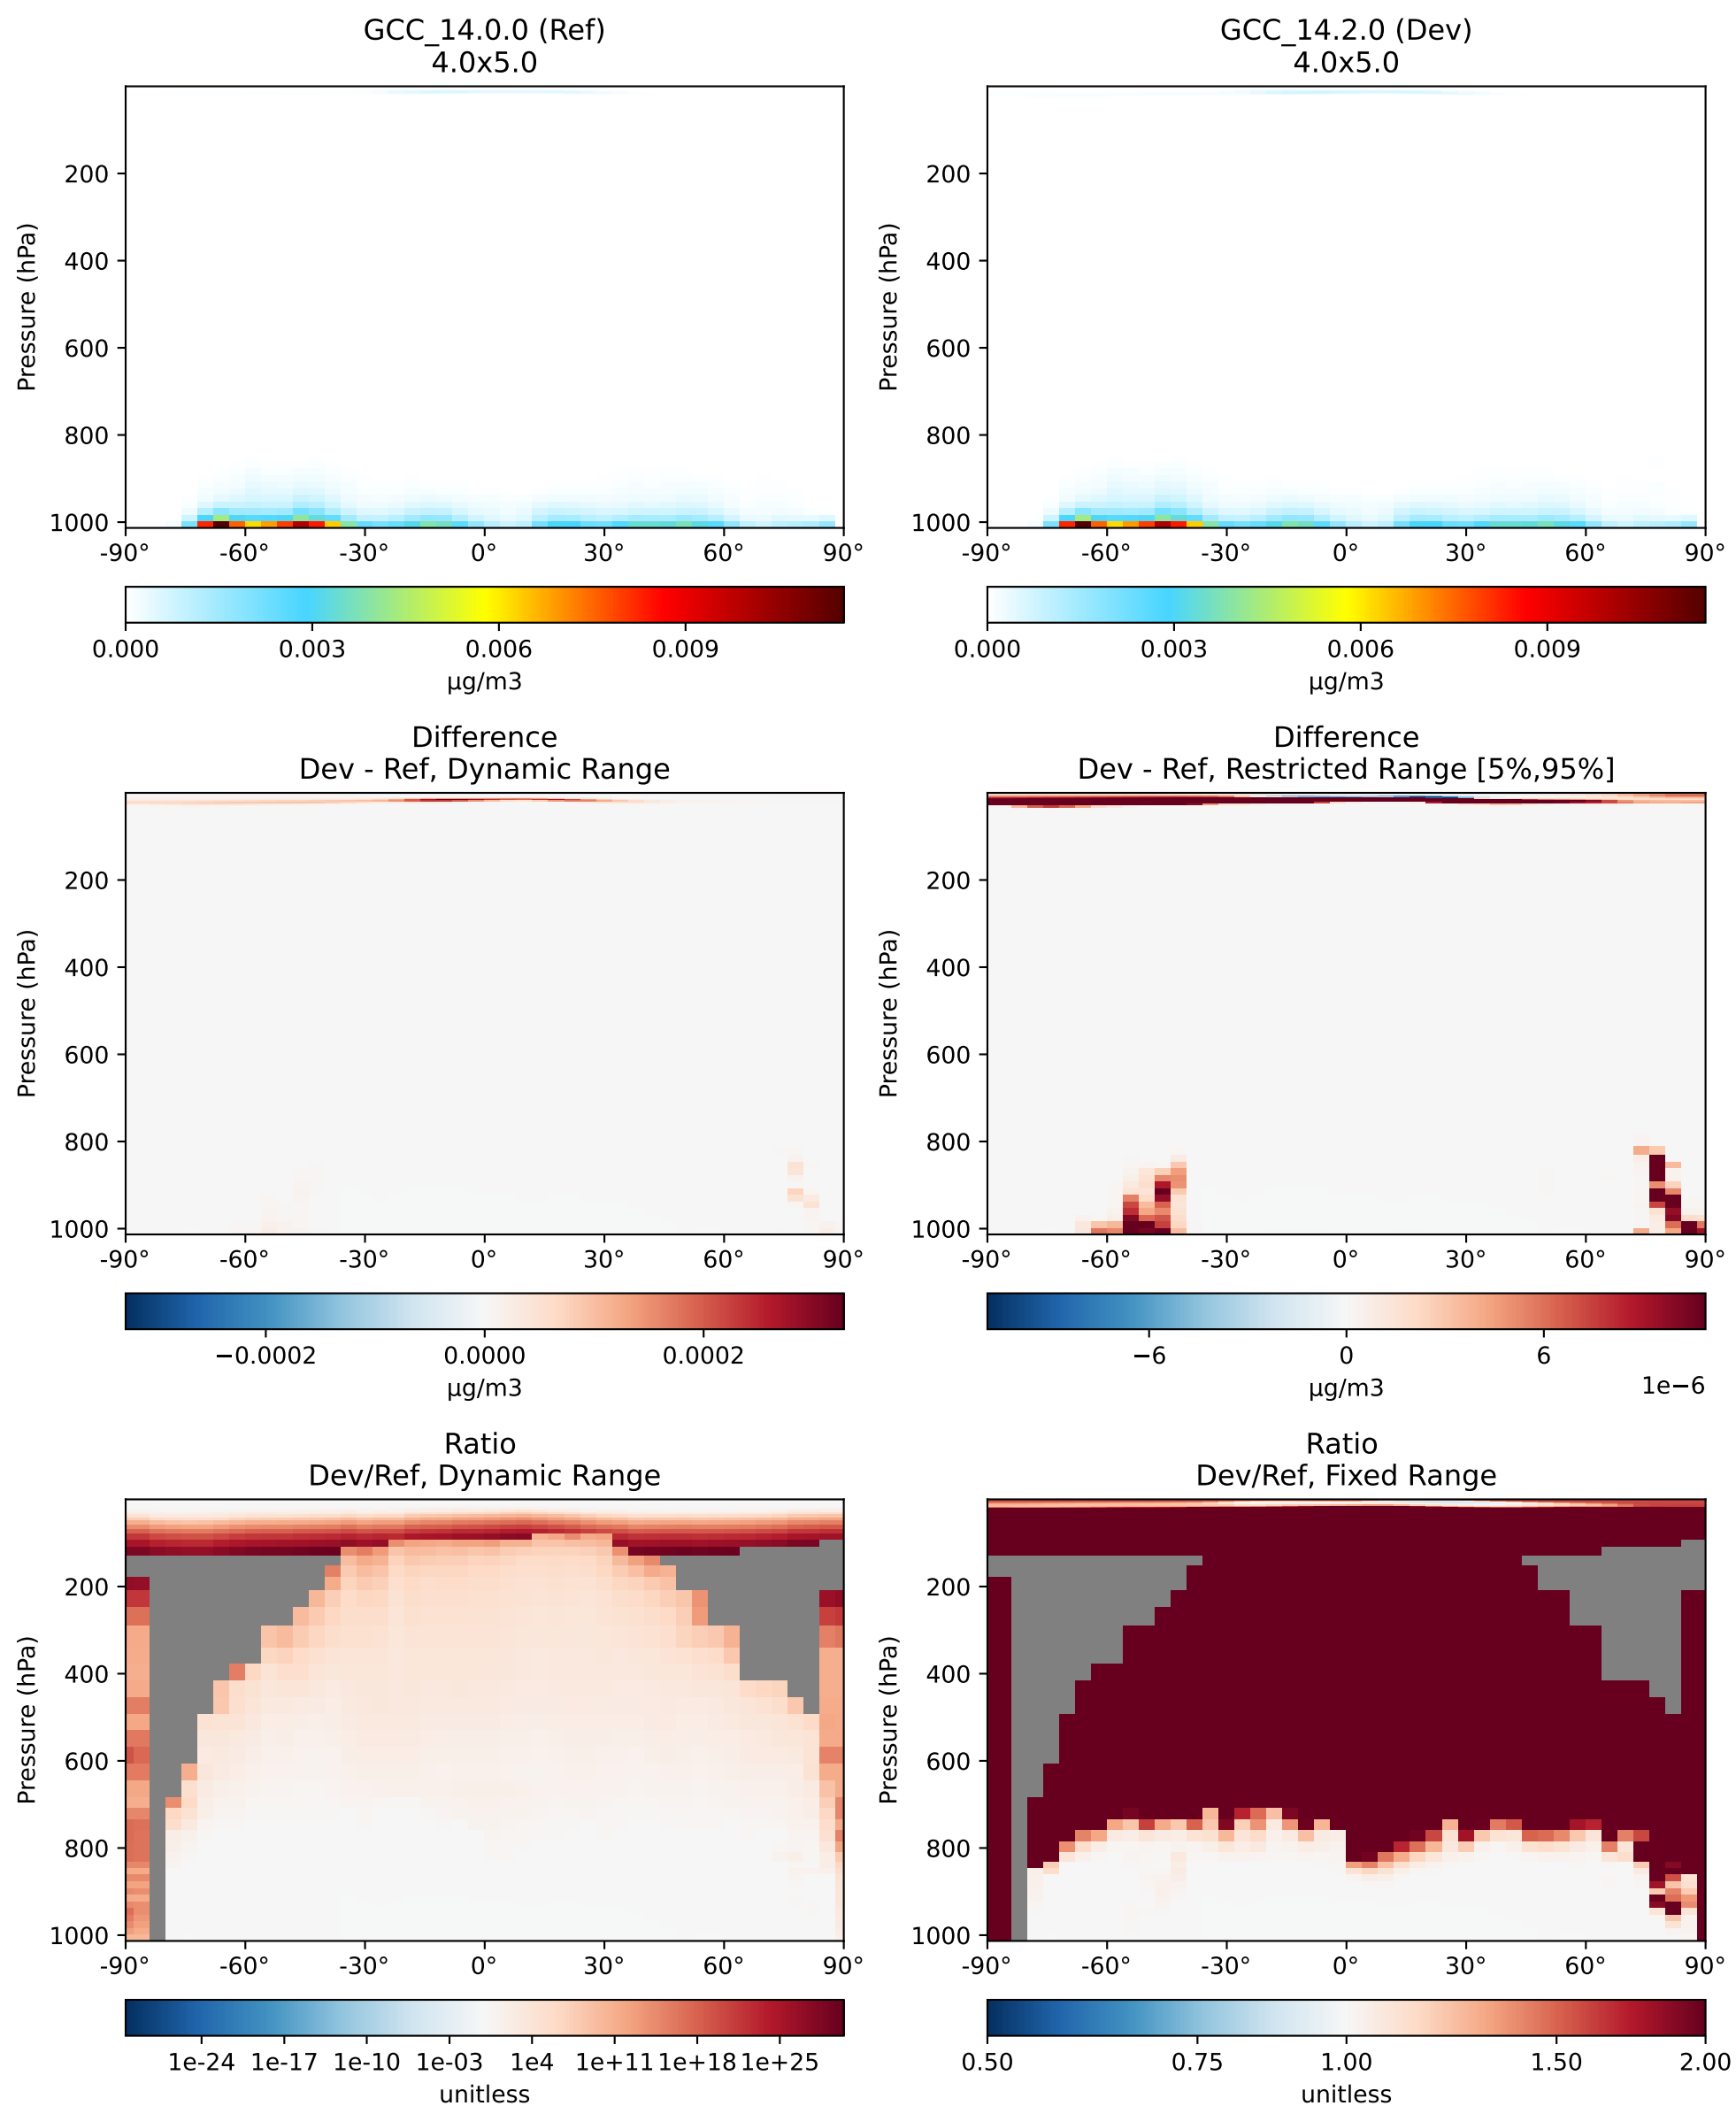 GCC_14.0.0 (Ref)
4.0x5.0
Pressure (hPa)
200
400
600
800
1000
-90° -60° -30° 0° 30° 60° 90°
0.000 0.003 0.006 0.009
µg/m3
GCC_14.2.0 (Dev)
4.0x5.0
Pressure (hPa)
200
400
600
800
1000
-90° -60° -30° 0° 30° 60° 90°
0.000 0.003 0.006 0.009
µg/m3
Difference
Dev - Ref, Dynamic Range
Pressure (hPa)
200
400
600
800
1000
-90° -60° -30° 0° 30° 60° 90°
−0.0002 0.0000 0.0002
µg/m3
Difference
Dev - Ref, Restricted Range [5%,95%]
Pressure (hPa)
200
400
600
800
1000
-90° -60° -30° 0° 30° 60° 90°
−6 0 6
µg/m3
1e−6
Ratio
Dev/Ref, Dynamic Range
Pressure (hPa)
200
400
600
800
1000
-90° -60° -30° 0° 30° 60° 90°
1e-24 1e-17 1e-10 1e-03 1e4 1e+11 1e+18 1e+25
unitless
Ratio
Dev/Ref, Fixed Range
Pressure (hPa)
200
400
600
800
1000
-90° -60° -30° 0° 30° 60° 90°
0.50 0.75 1.00 1.50 2.00
unitless